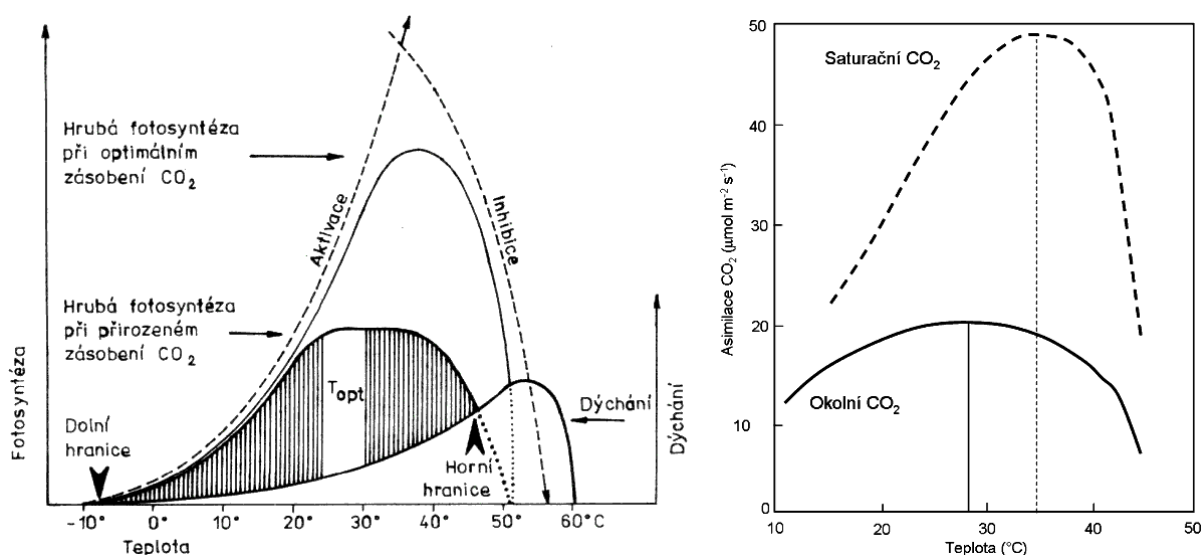 Hrubá fotosyntéza
při optimálním
zásobení CO₂
Aktivace
Inhibice
Hrubá fotosyntéza
při přirozeném
zásobení CO₂
Fotosyntéza
Topt
Dýchání
Dýchání
Dolní
hranice
Horní
hranice
-10° 0° 10° 20° 30° 40° 50° 60°C
Teplota
50
40
30
20
10
0
Asimilace CO₂ (µmol m⁻² s⁻¹)
Saturační CO₂
Okolní CO₂
10 20 30 40 50
Teplota (°C)